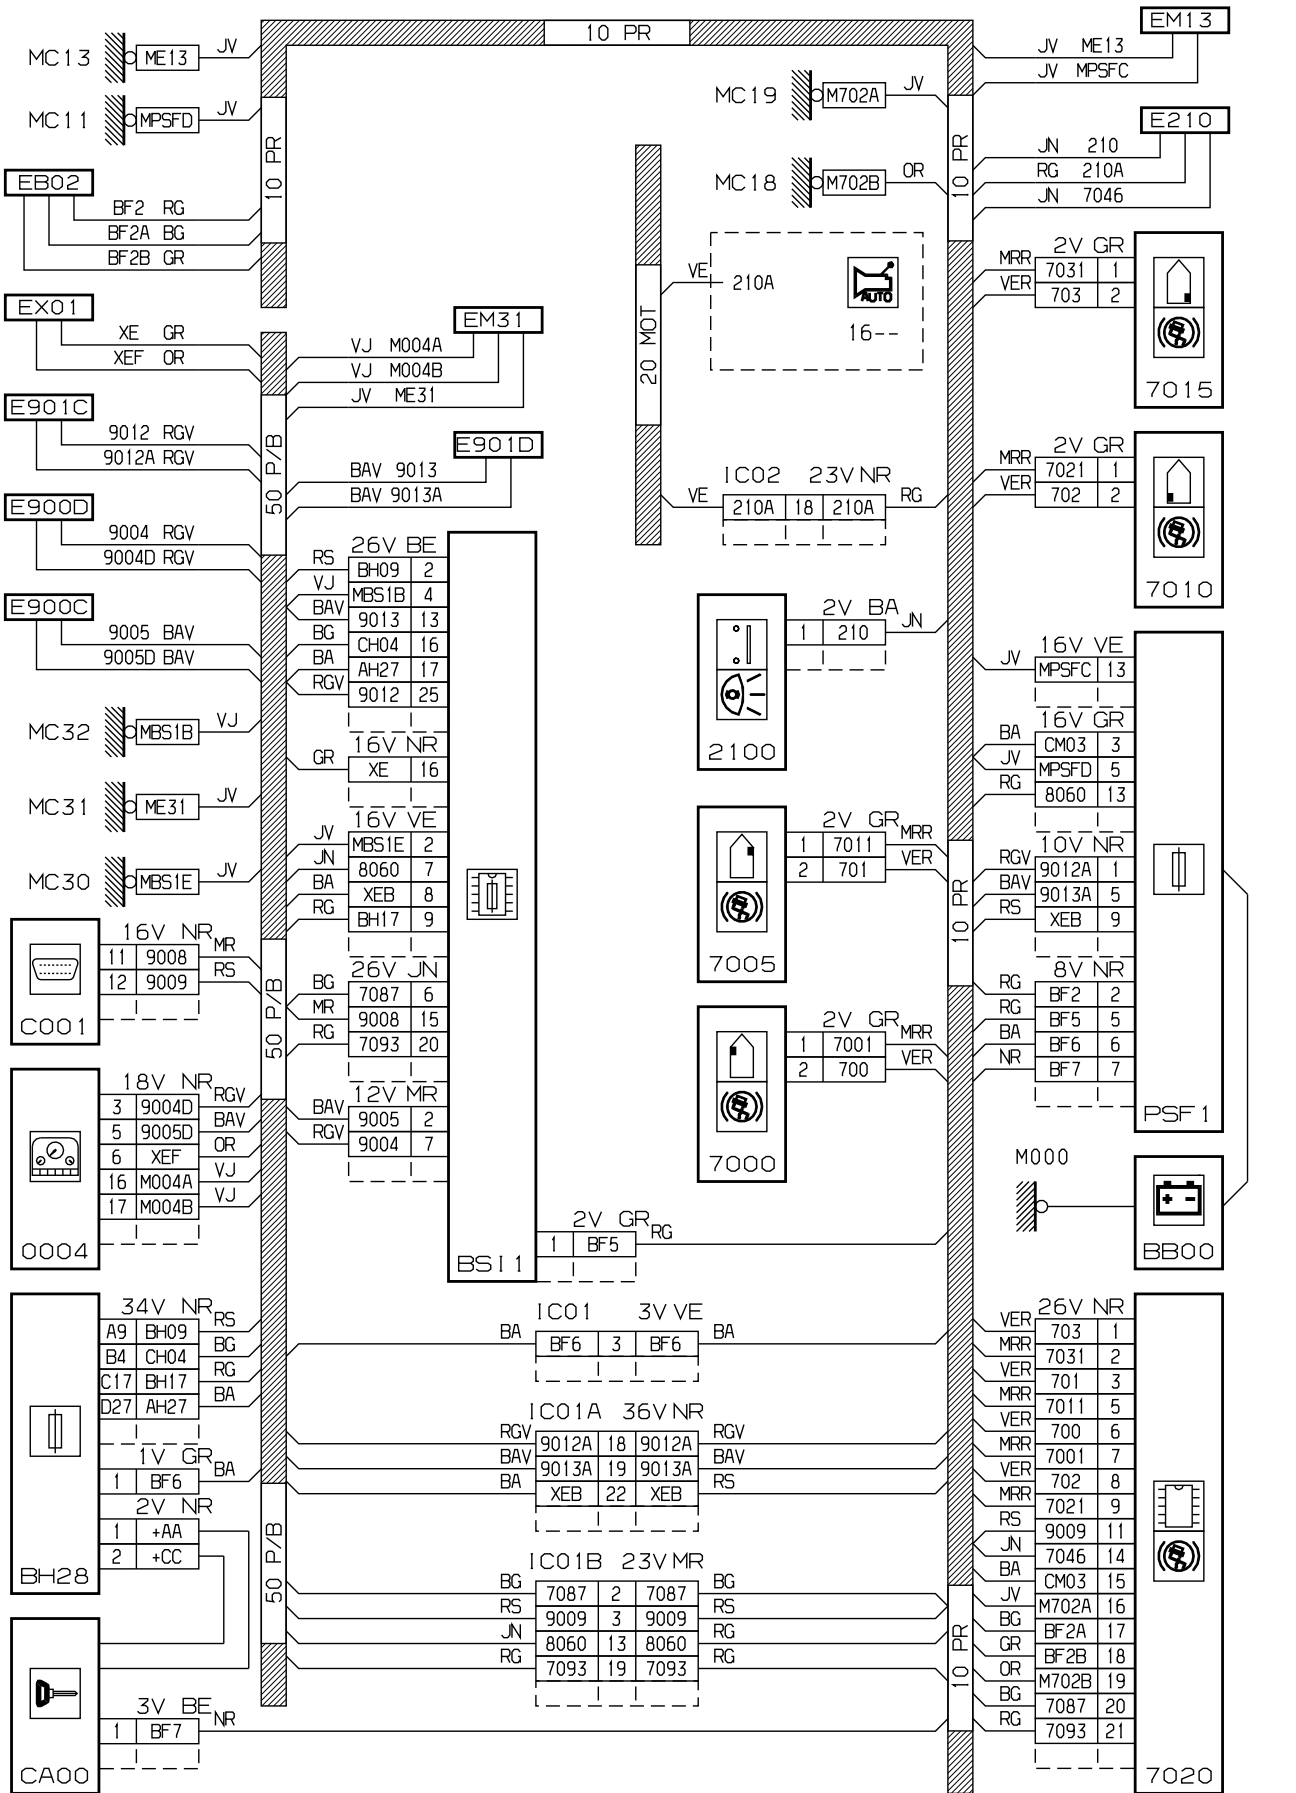 10 PR
MC13 ME13 JV
MC11 MPSFD JV
10 PR
EB02
BF2 RG
BF2A BG
BF2B GR
EX01
XE GR
XEF OR
E901C
9012 RGV
9012A RGV
50 P/B
E900D
9004 RGV
9004D RGV
E900C
9005 BAV
9005D BAV
MC32 MBS1B VJ
MC31 ME31 JV
MC30 MBS1E JV
16V NR
11 9008 MR
12 9009 RS
C001
50 P/B
18V NR
3 9004D RGV
5 9005D BAV
6 XEF OR
16 M004A VJ
17 M004B VJ
0004
34V NR
A9 BH09 RS
B4 CH04 BG
C17 BH17 RG
D27 AH27 BA
1V GR
1 BF6 BA
2V NR
1 +AA
2 +CC
BH28
50 P/B
3V BE
1 BF7 NR
CA00
EM31
VJ M004A
VJ M004B
JV ME31
E901D
BAV 9013
BAV 9013A
26V BE
RS BH09 2
VJ MBS1B 4
BAV 9013 13
BG CH04 16
BA AH27 17
RGV 9012 25
16V NR
GR XE 16
16V VE
JV MBS1E 2
JN 8060 7
BA XEB 8
RG BH17 9
26V JN
BG 7087 6
MR 9008 15
RG 7093 20
12V MR
BAV 9005 2
RGV 9004 7
BSI1
2V GR
1 BF5 RG
IC01 3V VE
BA BF6 3 BF6 BA
IC01A 36V NR
RGV 9012A 18 9012A RGV
BAV 9013A 19 9013A BAV
BA XEB 22 XEB RS
IC01B 23V MR
BG 7087 2 7087 BG
RS 9009 3 9009 RS
JN 8060 13 8060 RG
RG 7093 19 7093 RG
MC19 M702A JV
MC18 M702B OR
20 MOT
VE 210A
AUTO
16--
IC02 23V NR
VE 210A 18 210A RG
2V BA
1 210 JN
2100
2V GR
1 7011 MRR
2 701 VER
7005
2V GR
1 7001 MRR
2 700 VER
7000
10 PR
10 PR
10 PR
EM13
JV ME13
JV MPSFC
E210
JN 210
RG 210A
JN 7046
2V GR
MRR 7031 1
VER 703 2
7015
2V GR
MRR 7021 1
VER 702 2
7010
16V VE
JV MPSFC 13
16V GR
BA CM03 3
JV MPSFD 5
RG 8060 13
10V NR
RGV 9012A 1
BAV 9013A 5
RS XEB 9
8V NR
RG BF2 2
RG BF5 5
BA BF6 6
NR BF7 7
PSF1
M000
+ -
BB00
26V NR
VER 703 1
MRR 7031 2
VER 701 3
MRR 7011 5
VER 700 6
MRR 7001 7
VER 702 8
MRR 7021 9
RS 9009 11
JN 7046 14
BA CM03 15
JV M702A 16
BG BF2A 17
GR BF2B 18
OR M702B 19
BG 7087 20
RG 7093 21
7020